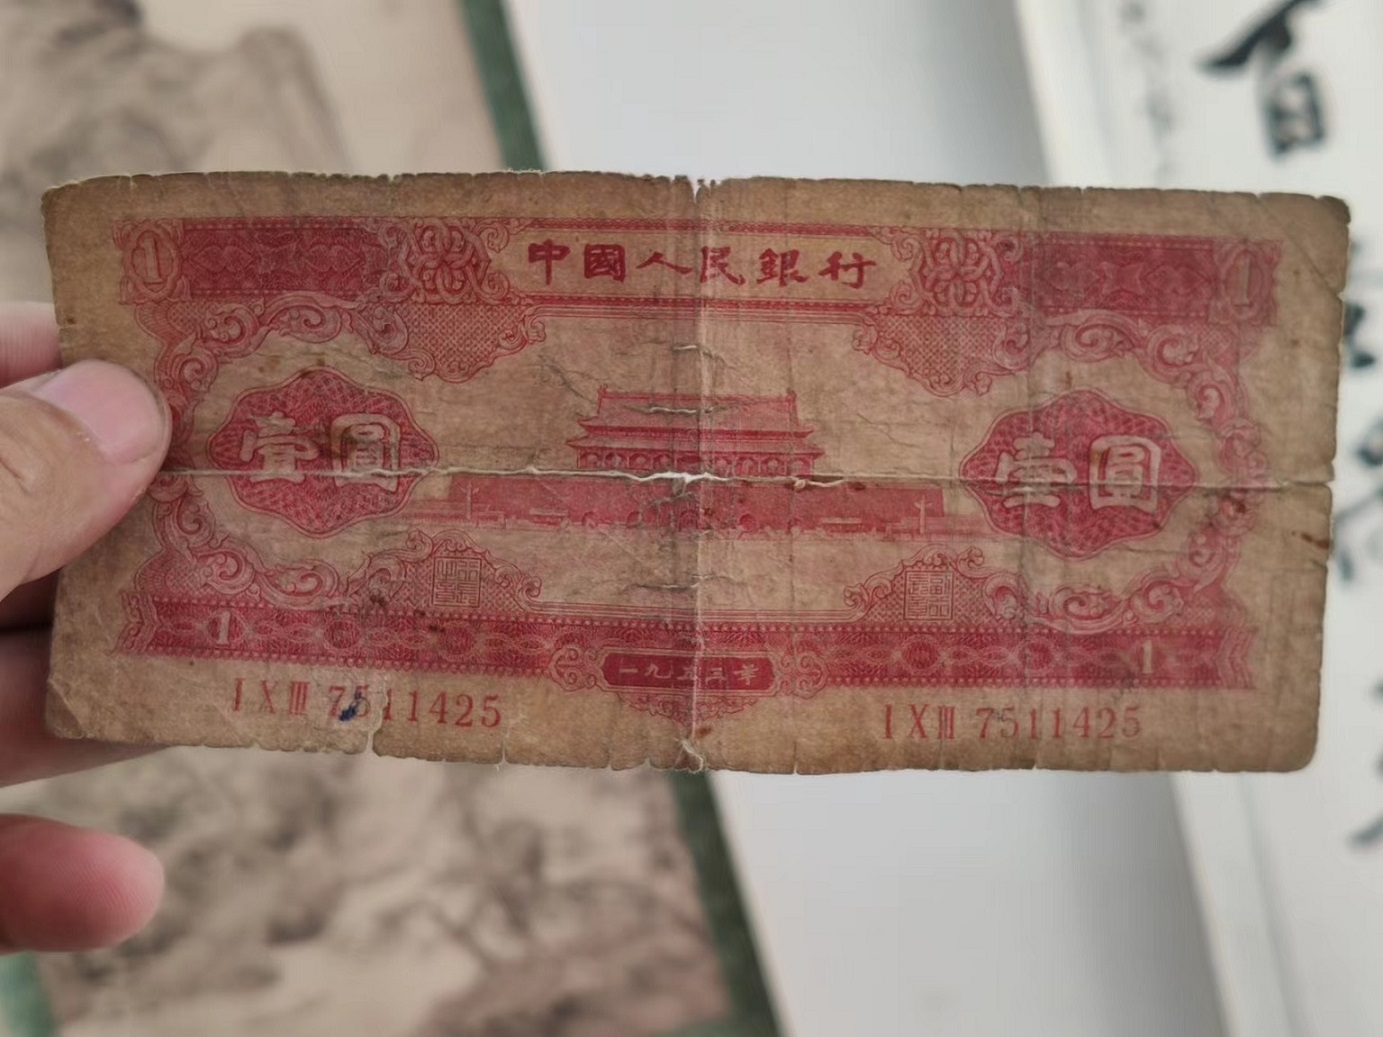 1 中國人民銀行 1
壹圓 壹圓
1 1
一九五三年
I X III 7511425 I X III 7511425